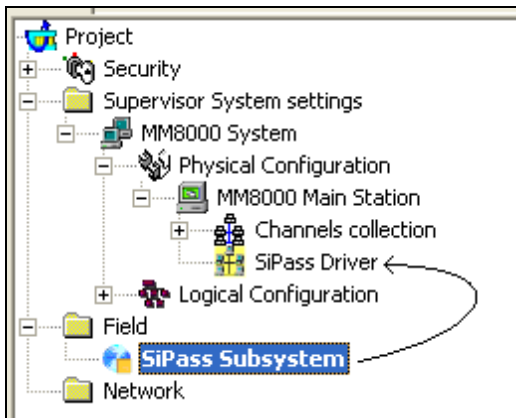 Project
Security
Supervisor System settings
MM8000 System
Physical Configuration
MM8000 Main Station
Channels collection
SiPass Driver
Logical Configuration
Field
SiPass Subsystem
Network